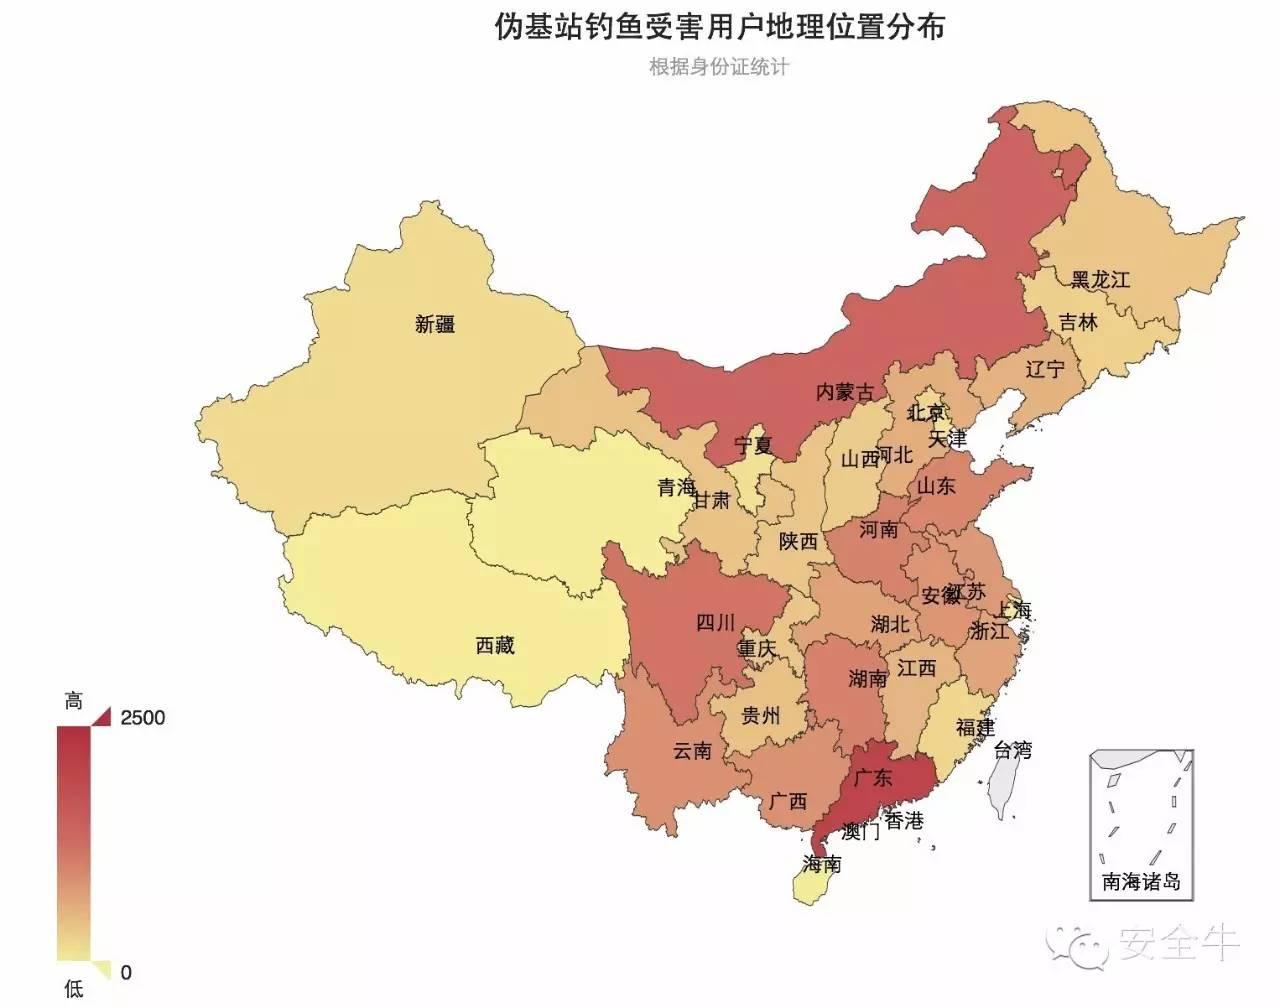 伪基站钓鱼受害用户地理位置分布
根据身份证统计
黑龙江
吉林
新疆
辽宁
内蒙古
北京
天津
宁夏
山西
河北
青海
甘肃
山东
河南
陕西
安徽
江苏
上海
四川
湖北
浙江
重庆
西藏
江西
湖南
高
2500
贵州
福建
云南
台湾
广东
广西
香港
澳门
海南
南海诸岛
安全牛
0
低